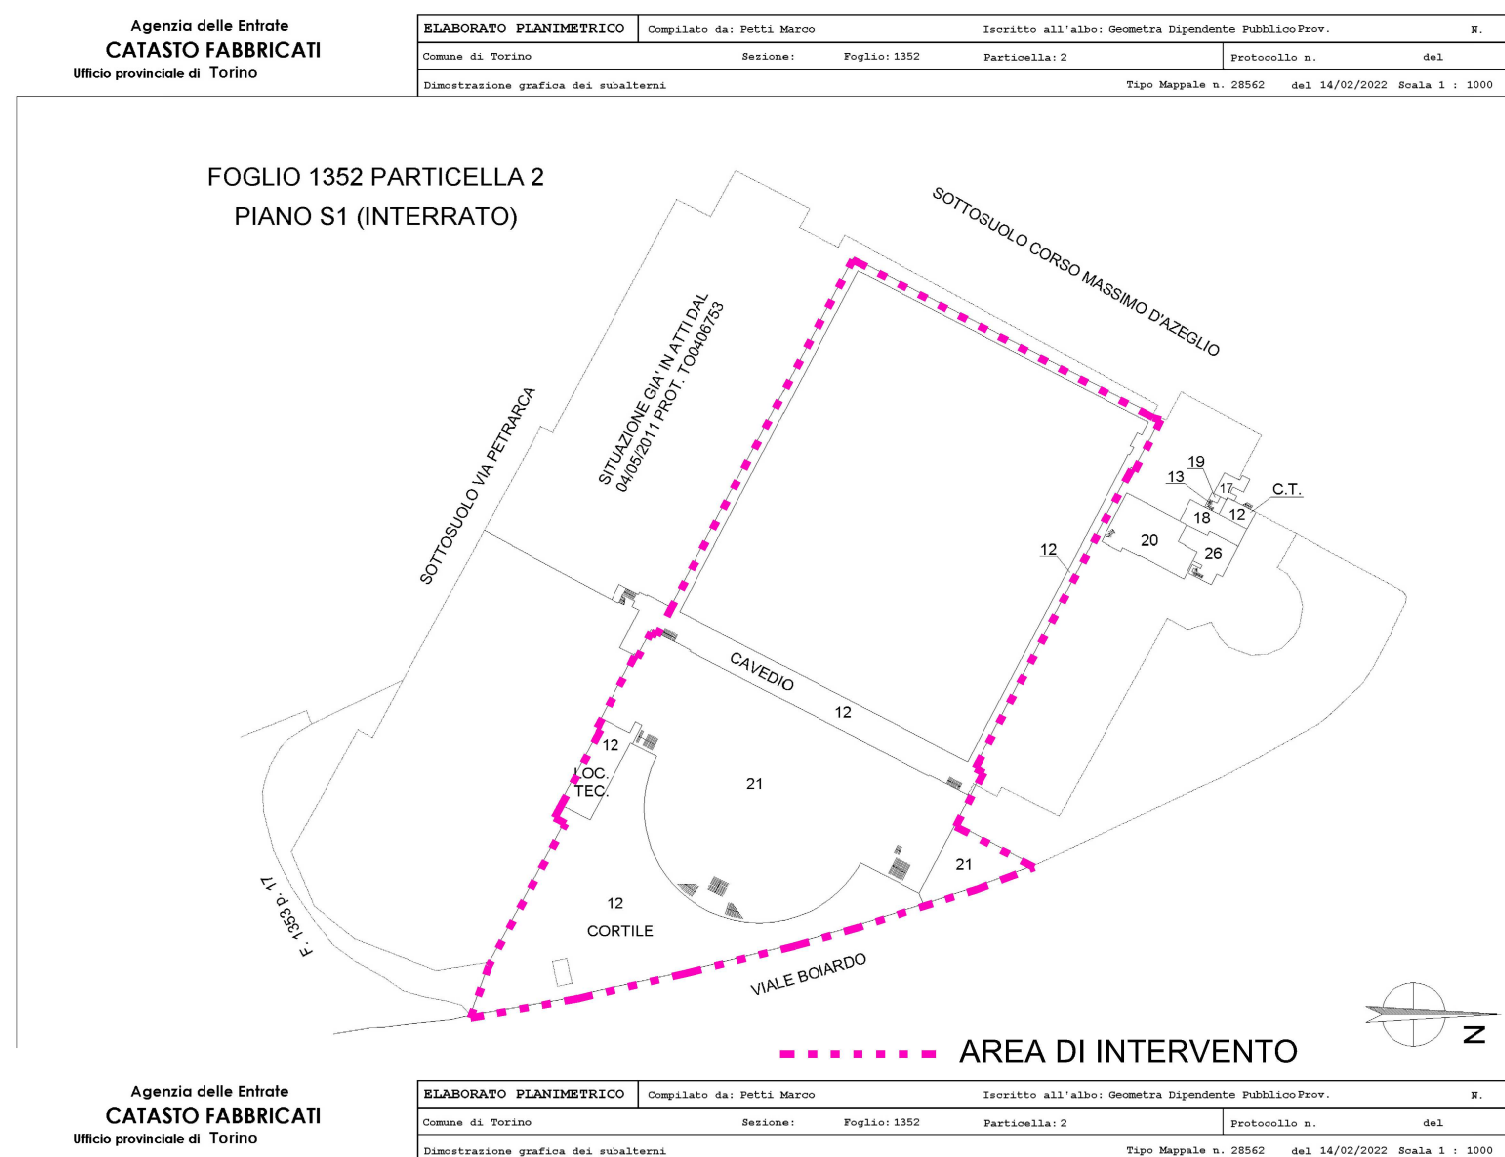 Agenzia delle Entrate
CATASTO FABBRICATI
Ufficio provinciale di Torino
ELABORATO PLANIMETRICO
Compilato da: Petti Marco
Iscritto all'albo: Geometra Dipendente Pubblico Prov.
N.
Comune di Torino
Sezione:
Foglio: 1352
Particella: 2
Protocollo n.
del
Dimostrazione grafica dei subalterni
Tipo Mappale n. 28562
del 14/02/2022
Scala 1 : 1000
FOGLIO 1352 PARTICELLA 2
PIANO S1 (INTERRATO)
SOTTOSUOLO CORSO MASSIMO D'AZEGLIO
SITUAZIONE GIA' IN ATTI DAL
04/05/2011 PROT. TO0406753
SOTTOSUOLO VIA PETRARCA
19
13
17
C.T.
18
12
20
26
12
CAVEDIO
12
12
LOC.
TEC.
21
21
12
CORTILE
F. 1353 p. 17
VIALE BOIARDO
N
AREA DI INTERVENTO
Agenzia delle Entrate
CATASTO FABBRICATI
Ufficio provinciale di Torino
ELABORATO PLANIMETRICO
Compilato da: Petti Marco
Iscritto all'albo: Geometra Dipendente Pubblico Prov.
N.
Comune di Torino
Sezione:
Foglio: 1352
Particella: 2
Protocollo n.
del
Dimostrazione grafica dei subalterni
Tipo Mappale n. 28562
del 14/02/2022
Scala 1 : 1000